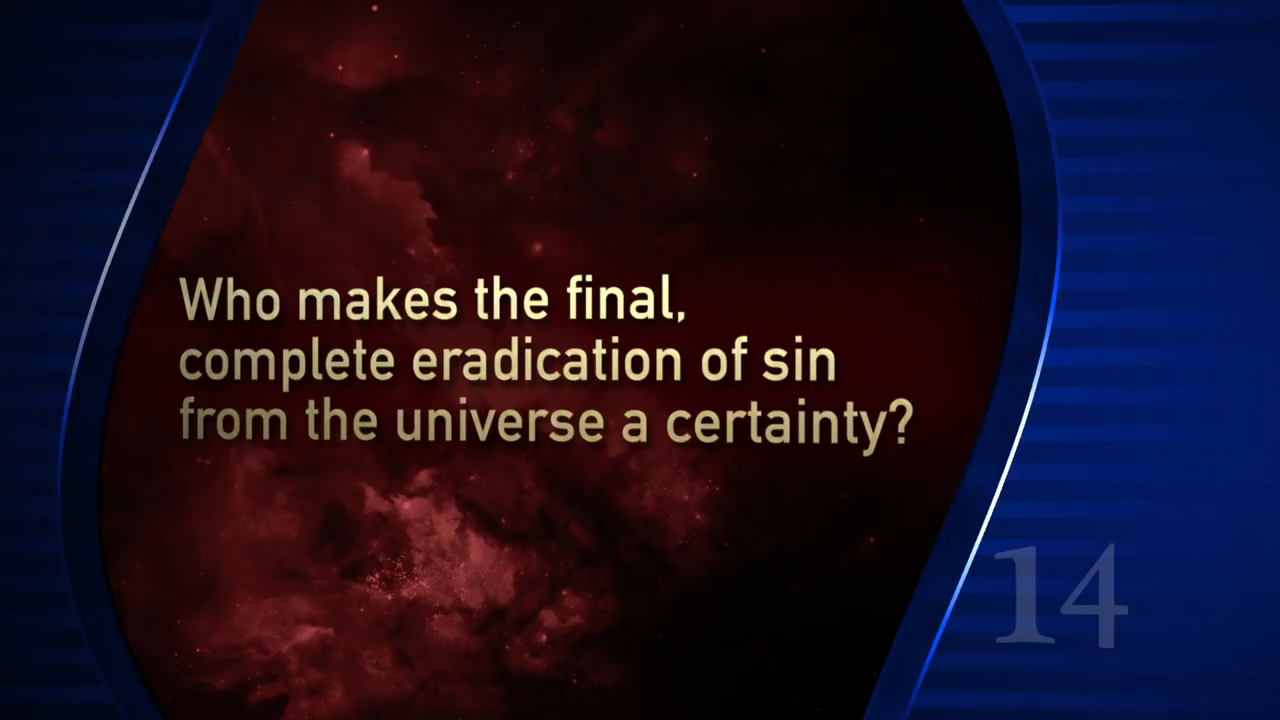 Who makes the final,
complete eradication of sin
from the universe a certainty?
14